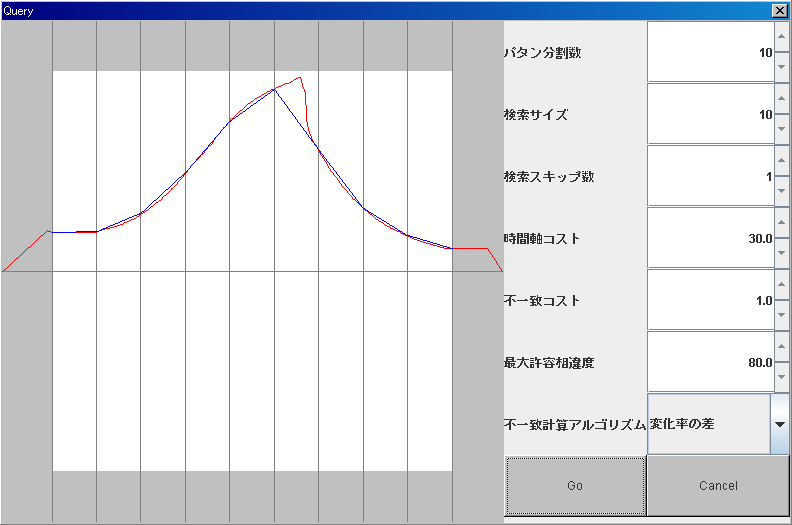 Query
パタン分割数 10
検索サイズ 10
検索スキップ数 1
時間軸コスト 30.0
不一致コスト 1.0
最大許容相違度 80.0
不一致計算アルゴリズム 変化率の差
Go Cancel